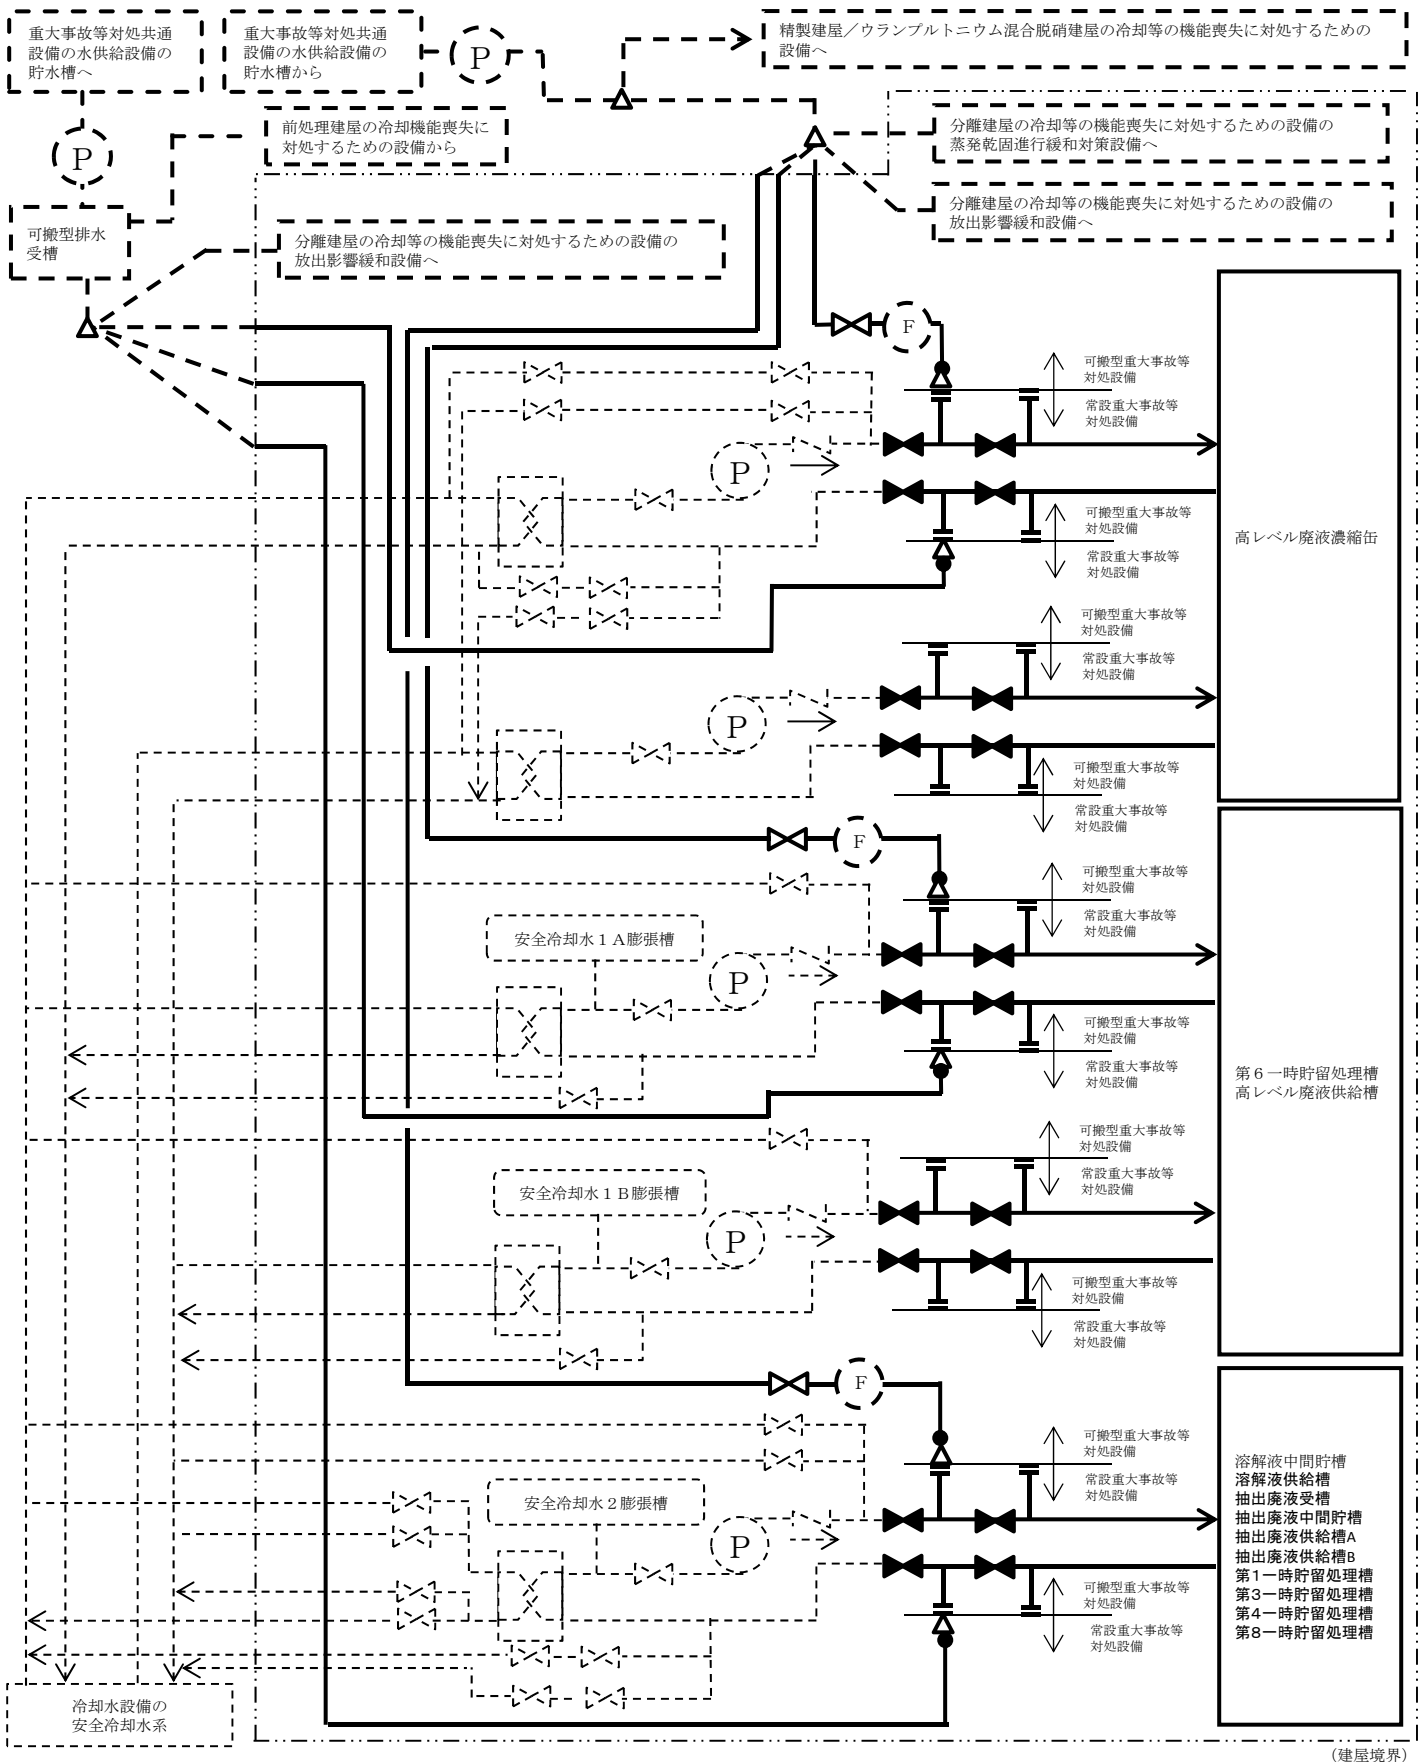 重大事故等対処共通
設備の水供給設備の
貯水槽へ
重大事故等対処共通
設備の水供給設備の
貯水槽から
P
精製建屋／ウランプルトニウム混合脱硝建屋の冷却等の機能喪失に対処するための
設備へ
前処理建屋の冷却機能喪失に
対処するための設備から
分離建屋の冷却等の機能喪失に対処するための設備の
蒸発乾固進行緩和対策設備へ
P
分離建屋の冷却等の機能喪失に対処するための設備の
放出影響緩和設備へ
可搬型排水
受槽
分離建屋の冷却等の機能喪失に対処するための設備の
放出影響緩和設備へ
F
可搬型重大事故等
対処設備
常設重大事故等
対処設備
P
可搬型重大事故等
対処設備
常設重大事故等
対処設備
高レベル廃液濃縮缶
可搬型重大事故等
対処設備
常設重大事故等
対処設備
P
可搬型重大事故等
対処設備
常設重大事故等
対処設備
F
可搬型重大事故等
対処設備
常設重大事故等
対処設備
安全冷却水１Ａ膨張槽
P
可搬型重大事故等
対処設備
常設重大事故等
対処設備
第６一時貯留処理槽
高レベル廃液供給槽
可搬型重大事故等
対処設備
常設重大事故等
対処設備
安全冷却水１Ｂ膨張槽
P
可搬型重大事故等
対処設備
常設重大事故等
対処設備
F
可搬型重大事故等
対処設備
常設重大事故等
対処設備
安全冷却水２膨張槽
P
可搬型重大事故等
対処設備
常設重大事故等
対処設備
溶解液中間貯槽
溶解液供給槽
抽出廃液受槽
抽出廃液中間貯槽
抽出廃液供給槽A
抽出廃液供給槽B
第1一時貯留処理槽
第3一時貯留処理槽
第4一時貯留処理槽
第8一時貯留処理槽
冷却水設備の
安全冷却水系
（建屋境界）